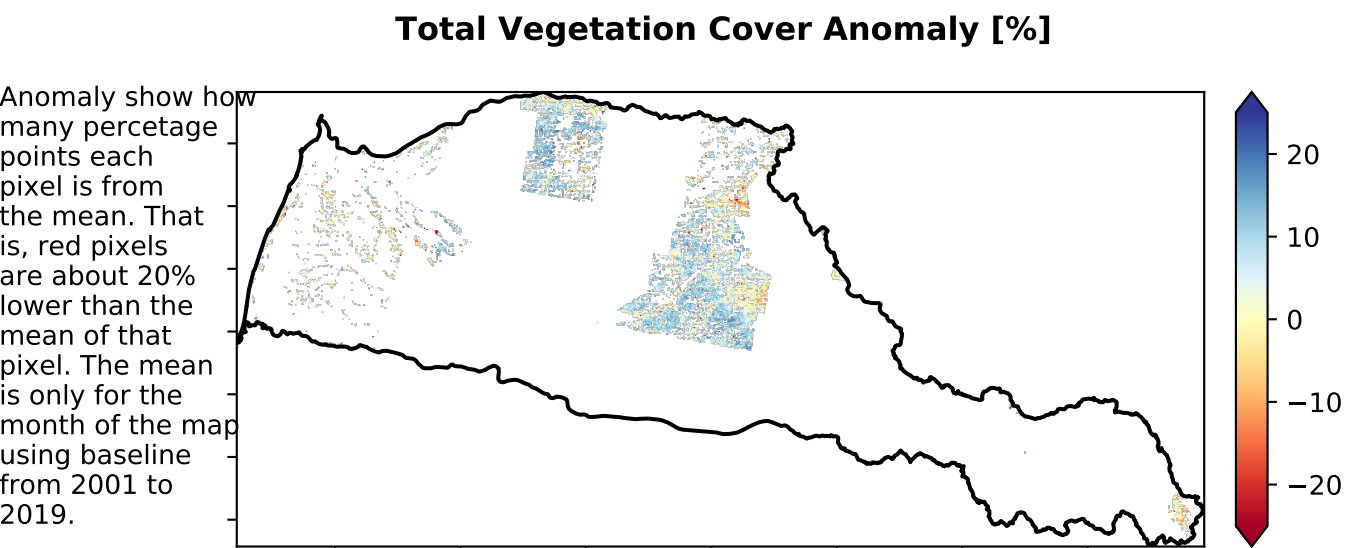 Total Vegetation Cover Anomaly [%]
Anomaly show how
many percetage
points each
pixel is from
the mean. That
is, red pixels
are about 20%
lower than the
mean of that
pixel. The mean
is only for the
month of the map
using baseline
from 2001 to
2019.
20
10
0
−10
−20